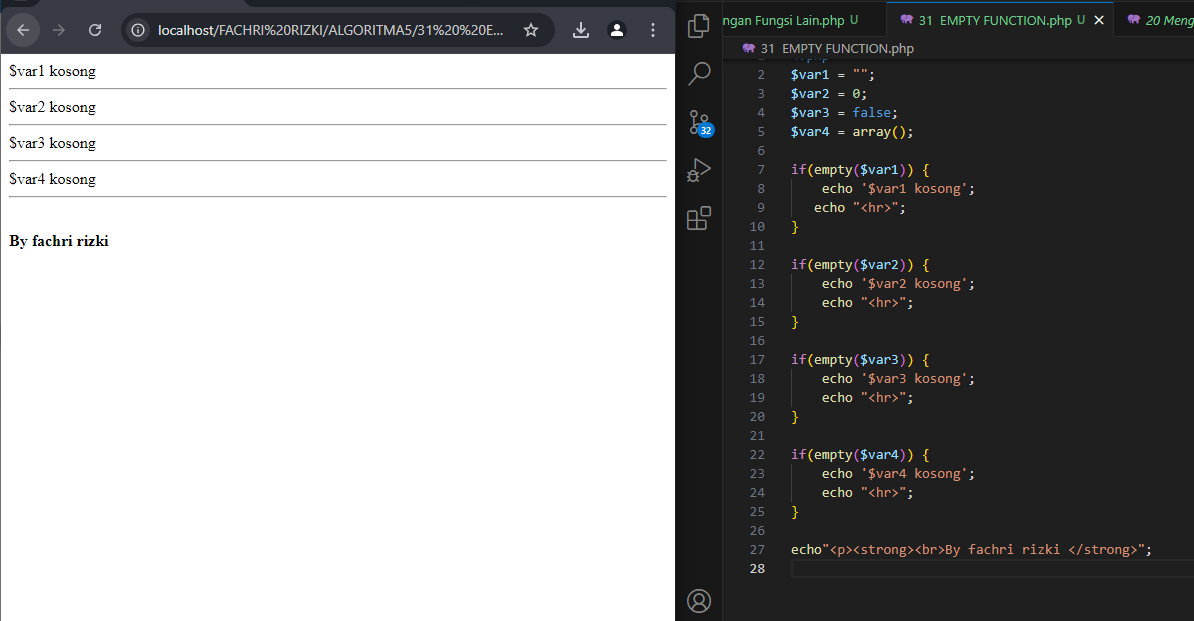 localhost/FACHRI%20RIZKI/ALGORITMA5/31%20%20E...
$var1 kosong
$var2 kosong
$var3 kosong
$var4 kosong
By fachri rizki
ngan Fungsi Lain.php U
31 EMPTY FUNCTION.php U
20 Meng
31 EMPTY FUNCTION.php
32
2 $var1 = "";
3 $var2 = 0;
4 $var3 = false;
5 $var4 = array();
6
7 if(empty($var1)) {
8 echo '$var1 kosong';
9 echo "<hr>";
10 }
11
12 if(empty($var2)) {
13 echo '$var2 kosong';
14 echo "<hr>";
15 }
16
17 if(empty($var3)) {
18 echo '$var3 kosong';
19 echo "<hr>";
20 }
21
22 if(empty($var4)) {
23 echo '$var4 kosong';
24 echo "<hr>";
25 }
26
27 echo"<p><strong><br>By fachri rizki </strong>";
28